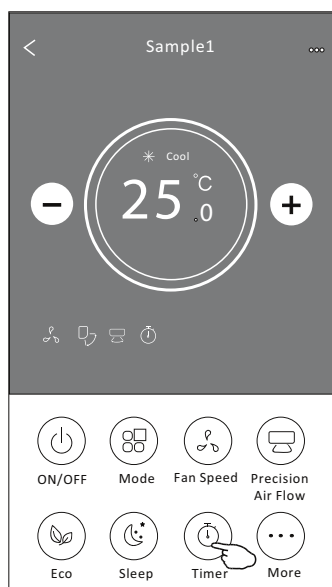 Sample1
Cool
25.0°C
ON/OFF Mode Fan Speed Precision Air Flow
Eco Sleep Timer More